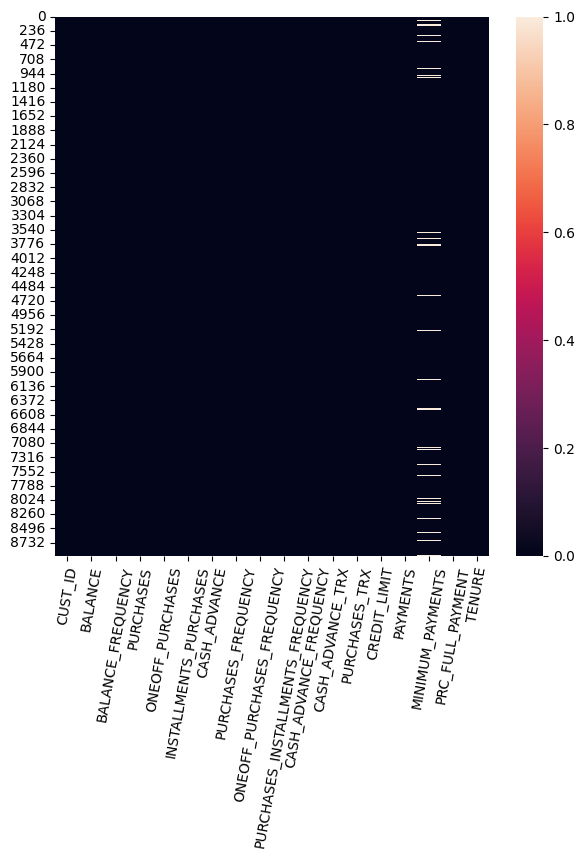 0
236
472
708
944
1180
1416
1652
1888
2124
2360
2596
2832
3068
3304
3540
3776
4012
4248
4484
4720
4956
5192
5428
5664
5900
6136
6372
6608
6844
7080
7316
7552
7788
8024
8260
8496
8732
1.0
0.8
0.6
0.4
0.2
0.0
CUST_ID
BALANCE
BALANCE_FREQUENCY
PURCHASES
ONEOFF_PURCHASES
INSTALLMENTS_PURCHASES
CASH_ADVANCE
PURCHASES_FREQUENCY
ONEOFF_PURCHASES_FREQUENCY
PURCHASES_INSTALLMENTS_FREQUENCY
CASH_ADVANCE_FREQUENCY
CASH_ADVANCE_TRX
PURCHASES_TRX
CREDIT_LIMIT
PAYMENTS
MINIMUM_PAYMENTS
PRC_FULL_PAYMENT
TENURE